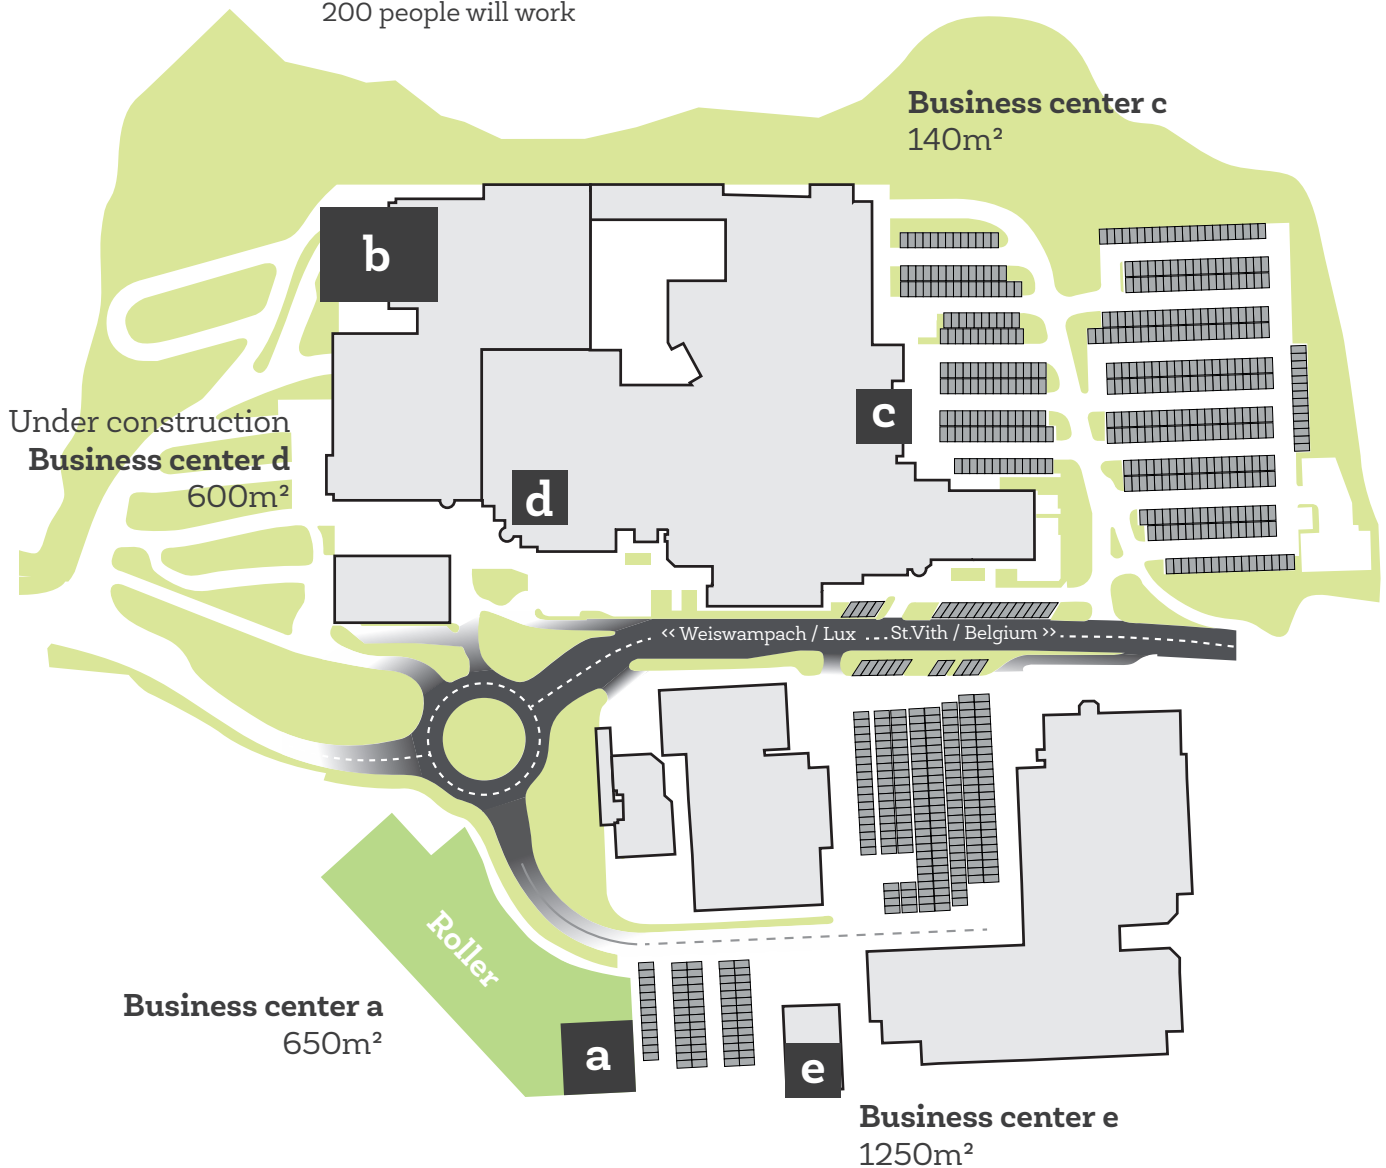 200 people will work
Business center c
140m²
b
Under construction
Business center d
600m²
c
d
<< Weiswampach / Lux ... St.Vith / Belgium >>
Roller
Business center a
650m²
a
e
Business center e
1250m²